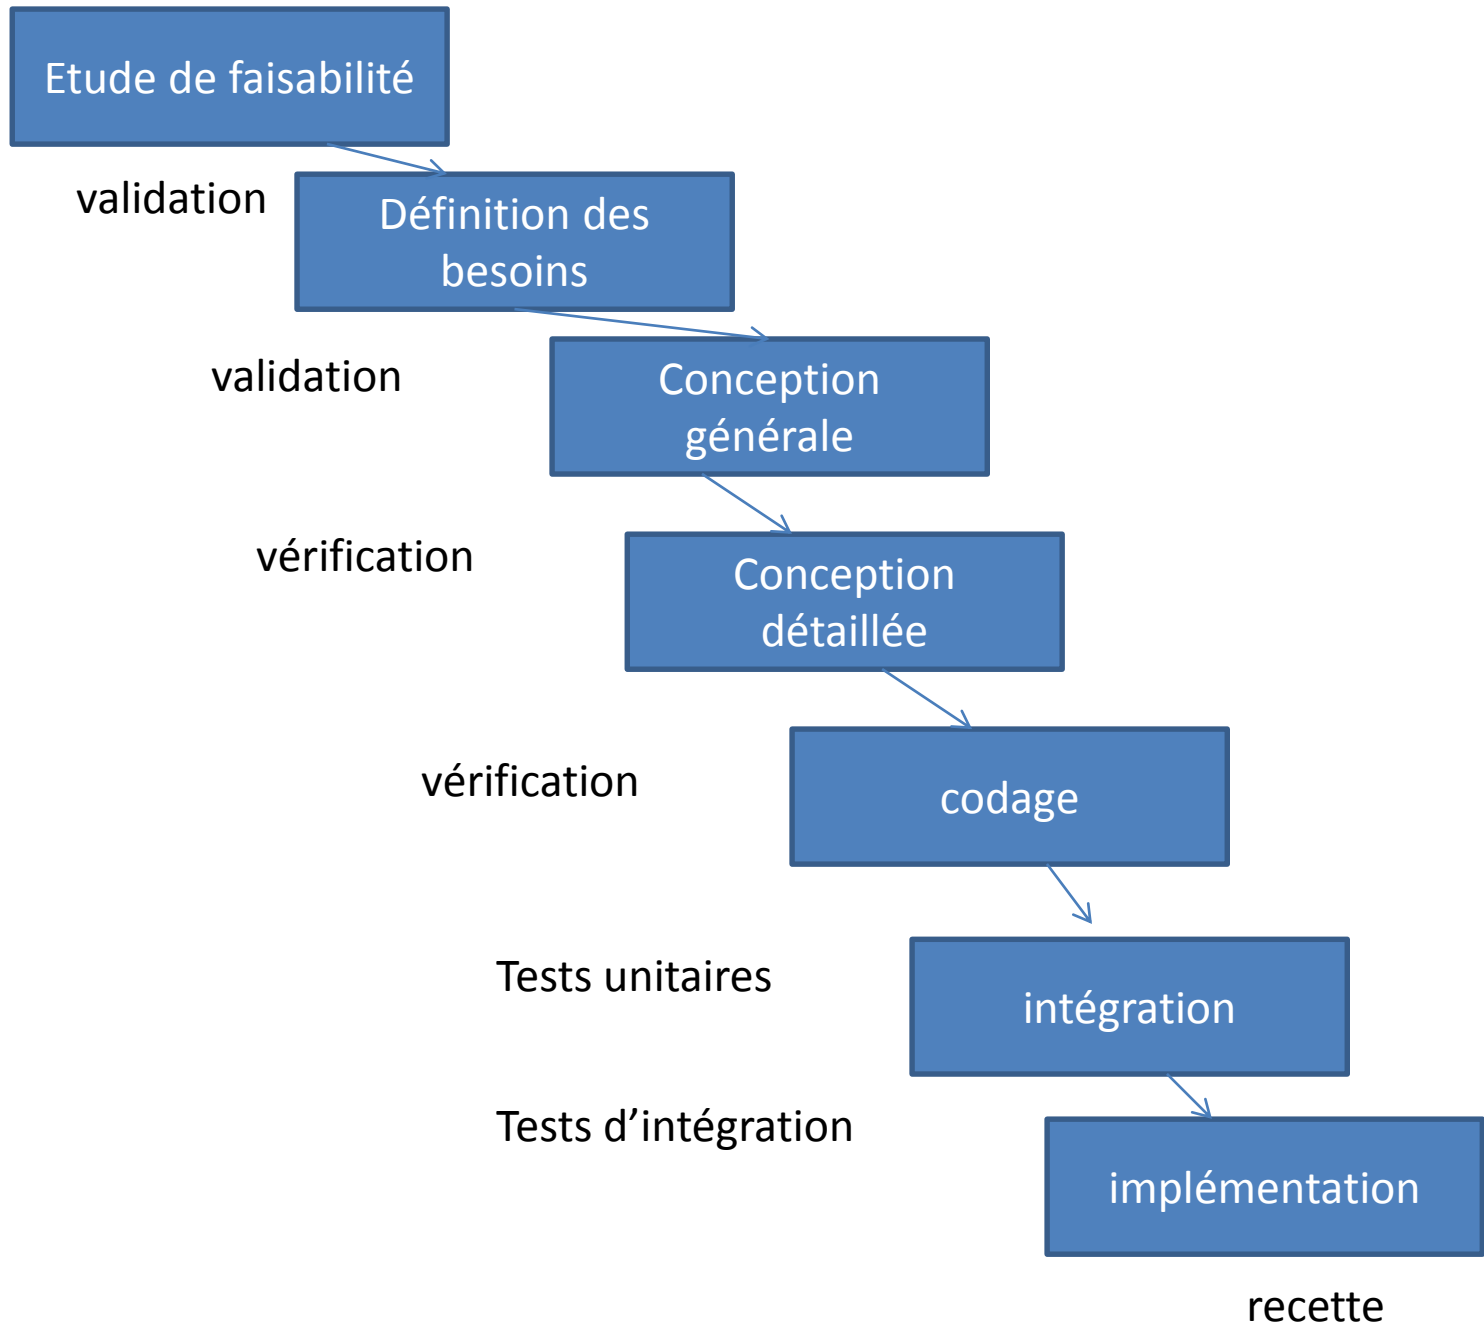 Etude de faisabilité
validation
Définition des
besoins
validation
Conception
générale
vérification
Conception
détaillée
vérification
codage
Tests unitaires
intégration
Tests d’intégration
implémentation
recette